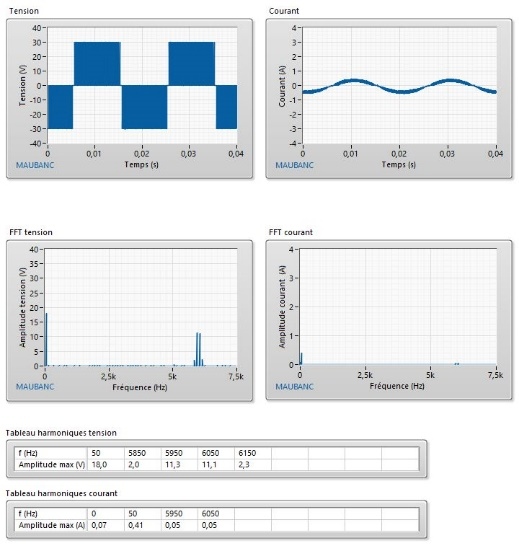 Tension
Courant
Tension (V)
40
30
20
10
0
-10
-20
-30
-40
0
0,01
0,02
0,03
0,04
Temps (s)
MAUBANC
Courant (A)
4
3
2
1
0
-1
-2
-3
-4
0
0,01
0,02
0,03
0,04
Temps (s)
MAUBANC
FFT tension
FFT courant
Amplitude tension (V)
40
35
30
25
20
15
10
5
0
0
2,5k
5k
7,5k
Fréquence (Hz)
MAUBANC
Amplitude courant (A)
4
3
2
1
0
0
2,5k
5k
7,5k
Fréquence (Hz)
MAUBANC
Tableau harmoniques tension
f (Hz) 50 5850 5950 6050 6150
Amplitude max (V) 18,0 2,0 11,3 11,1 2,3
Tableau harmoniques courant
f (Hz) 0 50 5950 6050
Amplitude max (A) 0,07 0,41 0,05 0,05